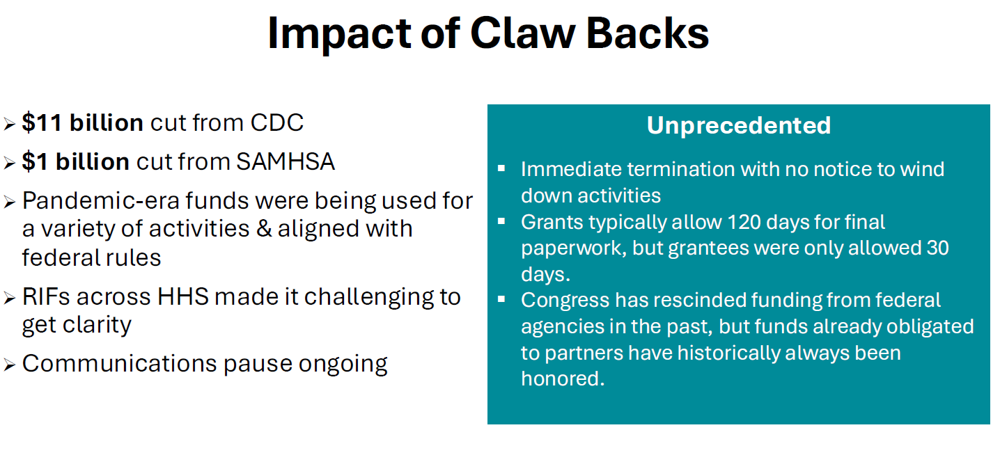 Impact of Claw Backs
➢ $11 billion cut from CDC
➢ $1 billion cut from SAMHSA
➢ Pandemic-era funds were being used for
a variety of activities & aligned with
federal rules
➢ RIFs across HHS made it challenging to
get clarity
➢ Communications pause ongoing
Unprecedented
▪ Immediate termination with no notice to wind
down activities
▪ Grants typically allow 120 days for final
paperwork, but grantees were only allowed 30
days.
▪ Congress has rescinded funding from federal
agencies in the past, but funds already obligated
to partners have historically always been
honored.